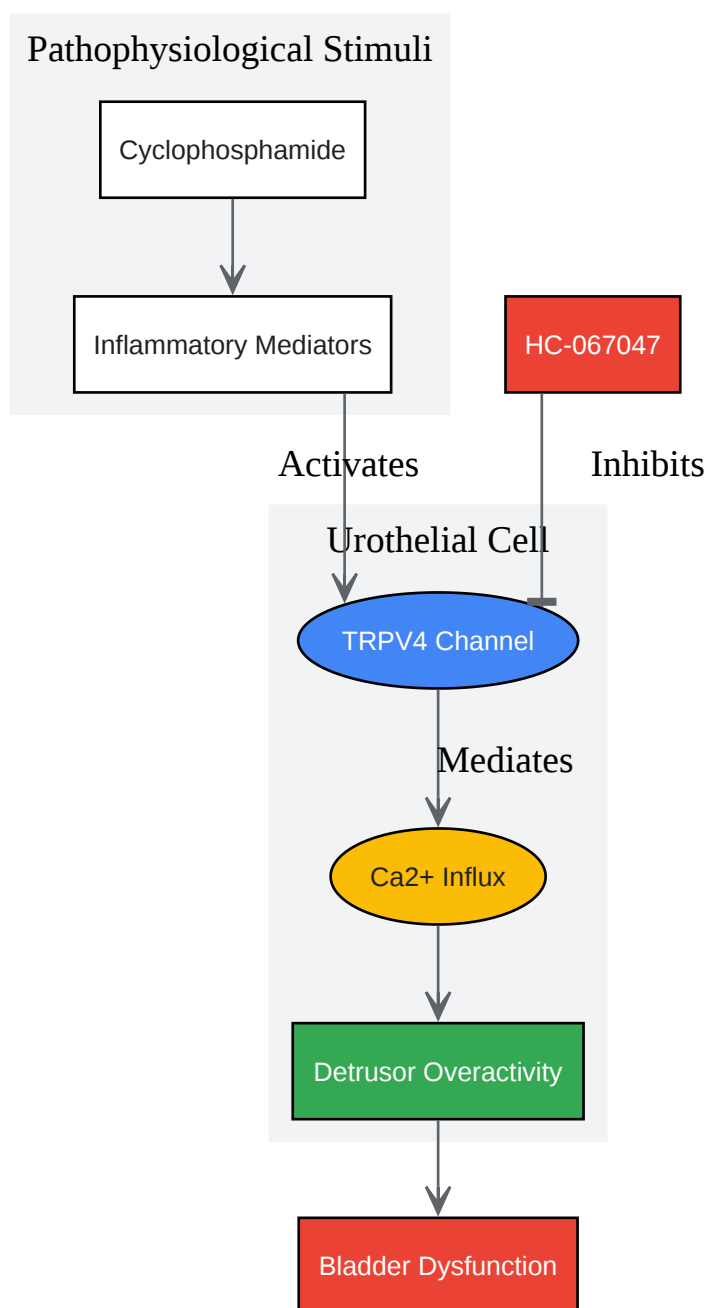 Pathophysiological Stimuli
Cyclophosphamide
Inflammatory Mediators
HC-067047
Activates
Inhibits
Urothelial Cell
TRPV4 Channel
Mediates
Ca2+ Influx
Detrusor Overactivity
Bladder Dysfunction